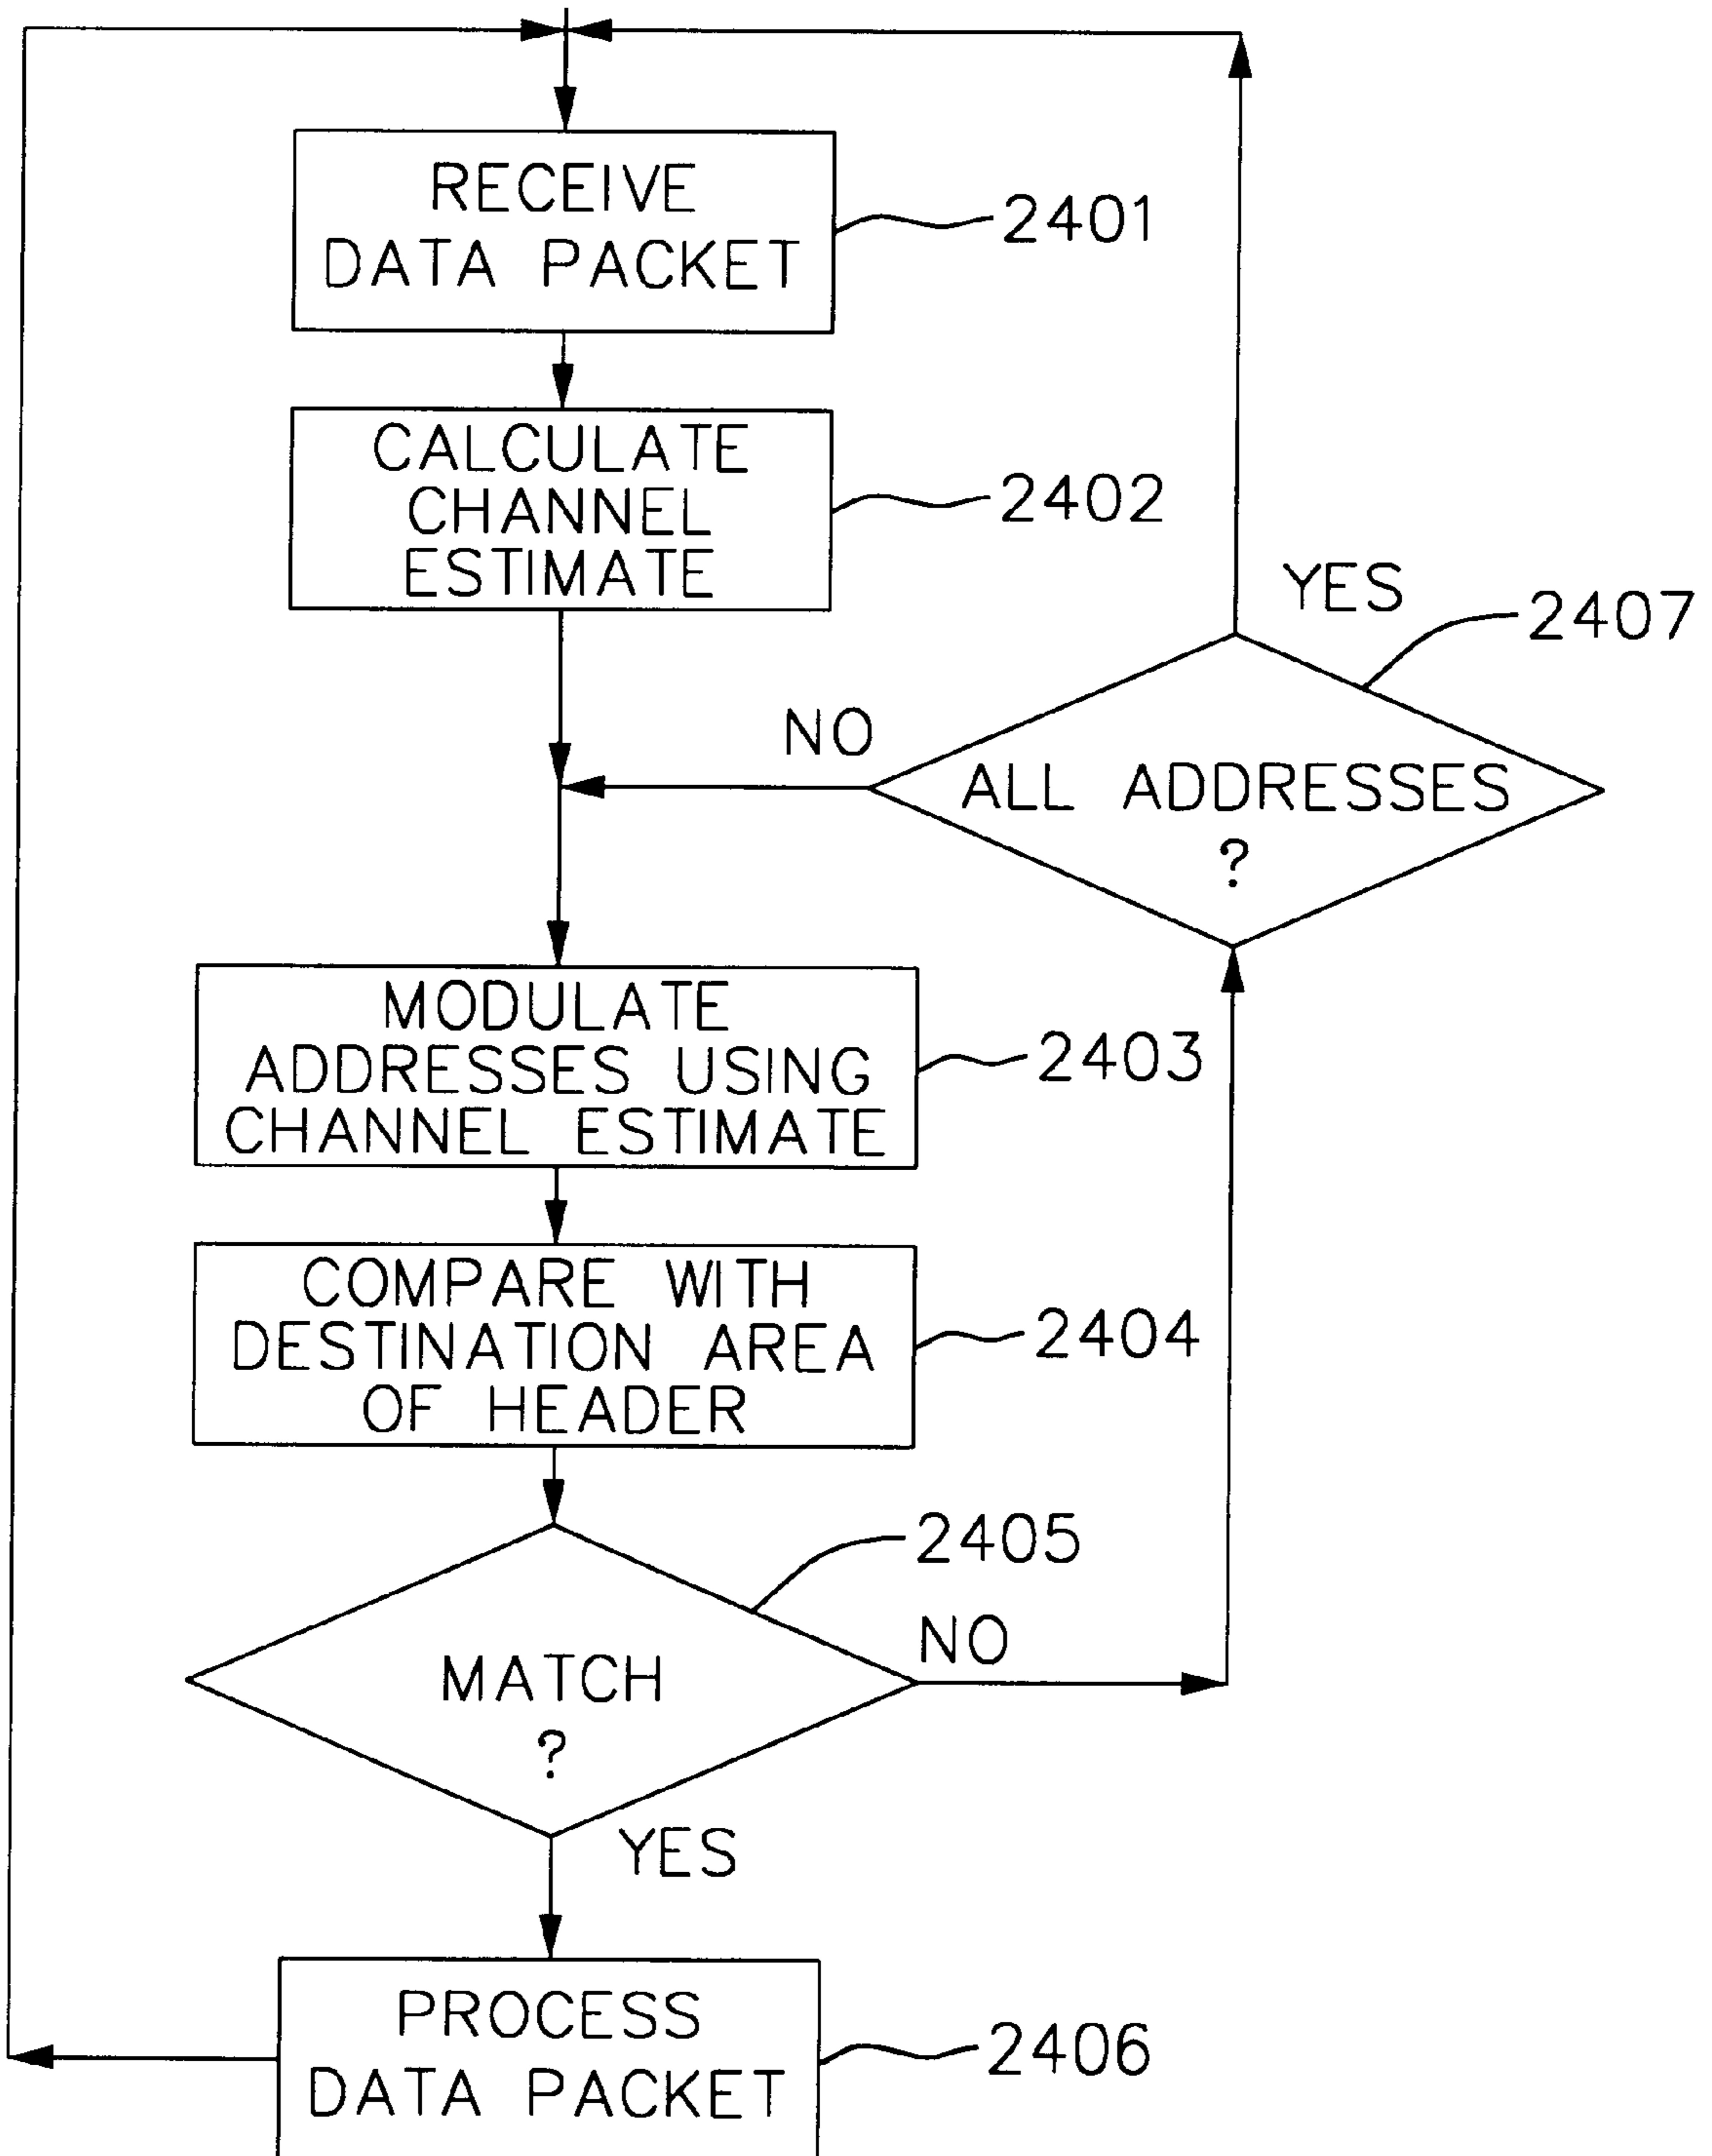 RECEIVE
DATA PACKET
2401
CALCULATE
CHANNEL
ESTIMATE
2402
YES
2407
NO
ALL ADDRESSES
?
MODULATE
ADDRESSES USING
CHANNEL ESTIMATE
2403
COMPARE WITH
DESTINATION AREA
OF HEADER
2404
2405
NO
MATCH
?
YES
PROCESS
DATA PACKET
2406